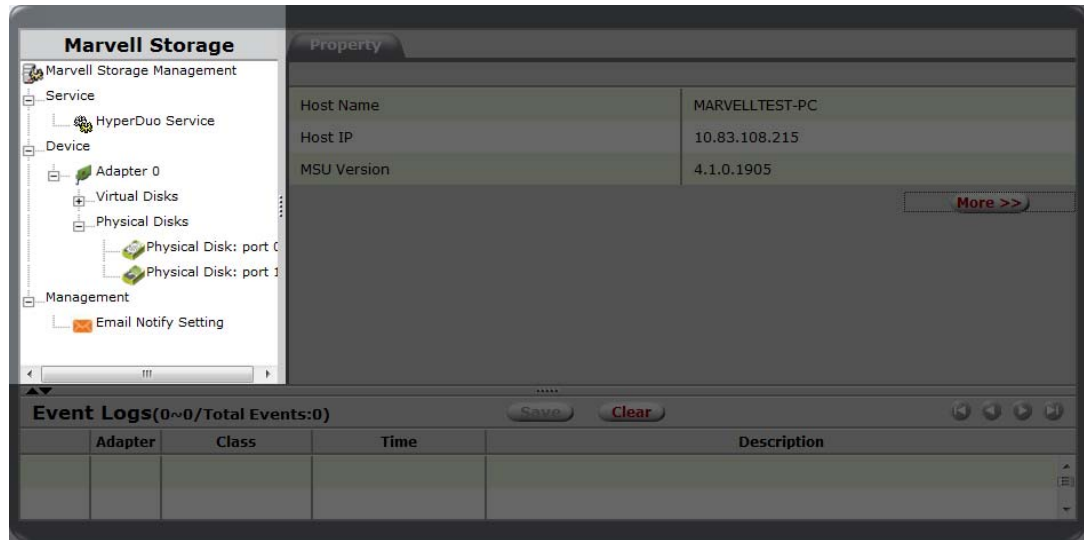 Marvell Storage
Marvell Storage Management
Service
HyperDuo Service
Device
Adapter 0
Virtual Disks
Physical Disks
Physical Disk: port 0
Physical Disk: port 1
Management
Email Notify Setting
Property
Host Name MARVELLTEST-PC
Host IP 10.83.108.215
MSU Version 4.1.0.1905
More >>
Event Logs(0~0/Total Events:0) Save Clear
Adapter Class Time Description